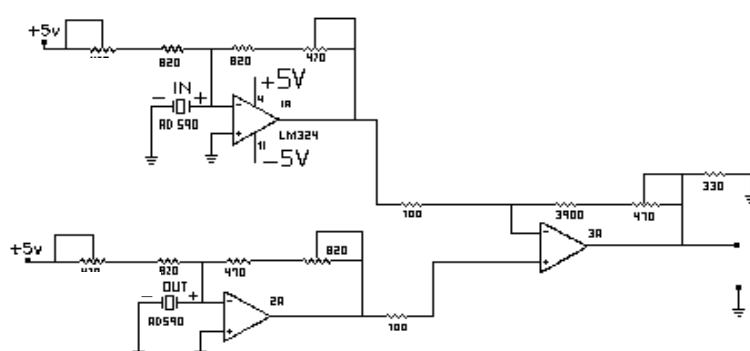 +5v
820
820
470
+5V
IN
- +
4
1A
AD 590
-
+
LM324
11
-5V
330
100
3900
470
3A
-
+
+5v
820
470
820
OUT
- +
2A
AD590
-
+
100